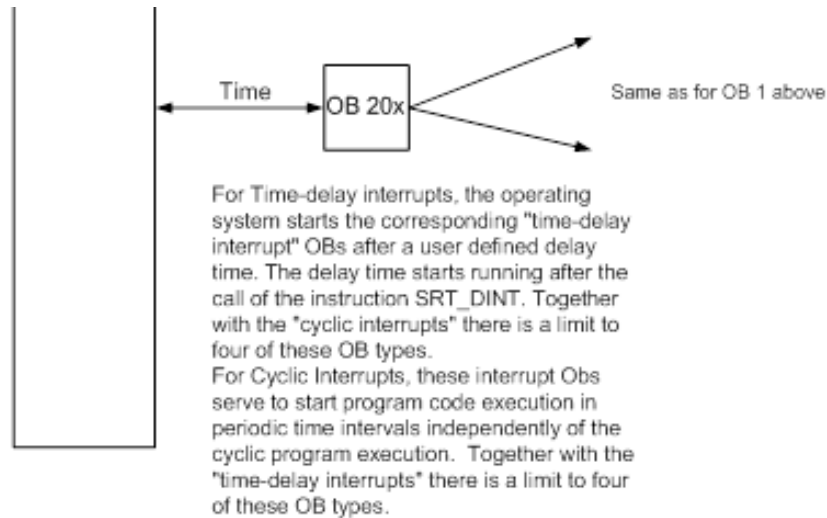 Time
OB 20x
Same as for OB 1 above
For Time-delay interrupts, the operating
system starts the corresponding "time-delay
interrupt" OBs after a user defined delay
time. The delay time starts running after the
call of the instruction SRT_DINT. Together
with the "cyclic interrupts" there is a limit to
four of these OB types.
For Cyclic Interrupts, these interrupt Obs
serve to start program code execution in
periodic time intervals independently of the
cyclic program execution.  Together with the
"time-delay interrupts" there is a limit to four
of these OB types.